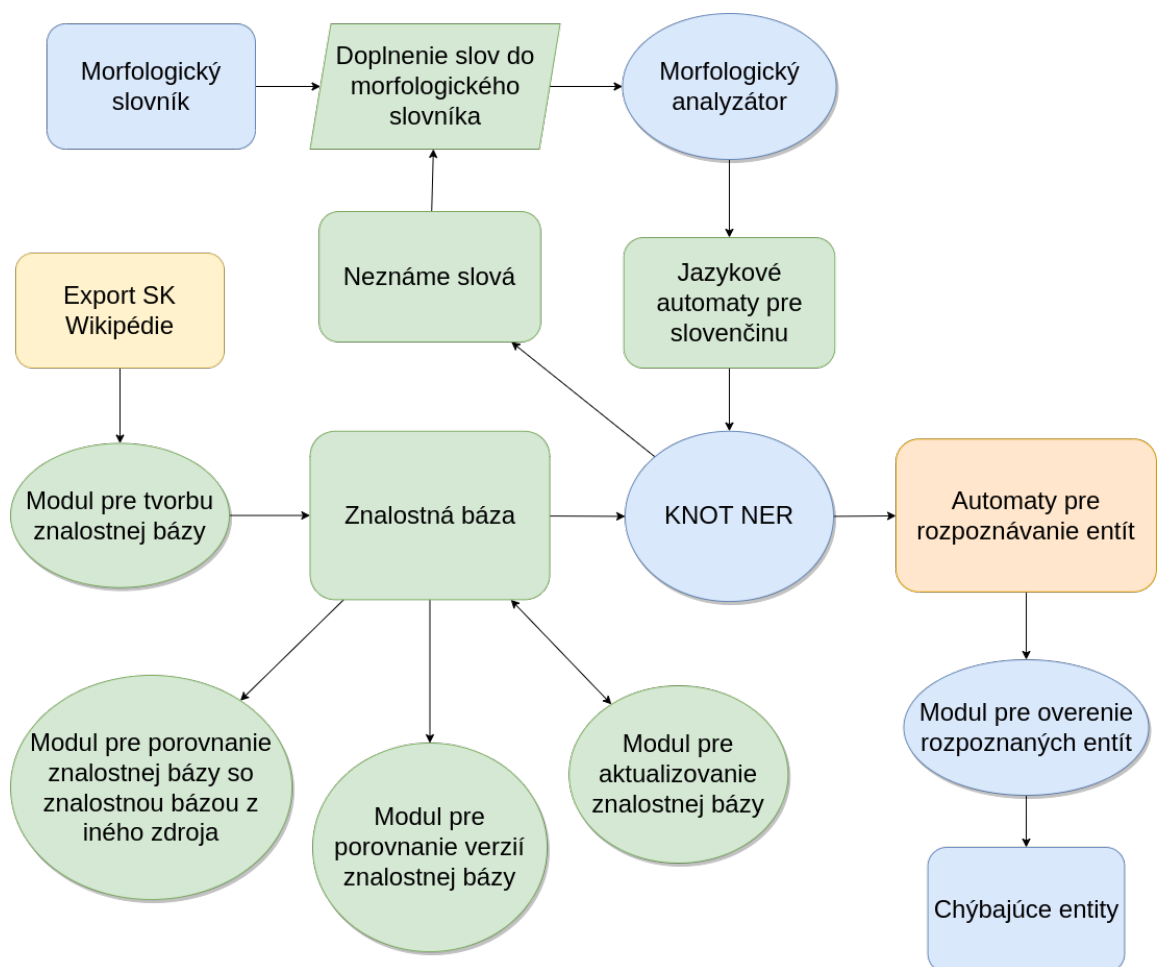 Morfologický
slovník
Doplnenie slov do
morfologického
slovníka
Morfologický
analyzátor
Neznáme slová
Jazykové
automaty pre
slovenčinu
Export SK
Wikipédie
Modul pre tvorbu
znalostnej bázy
Znalostná báza
KNOT NER
Automaty pre
rozpoznávanie entít
Modul pre porovnanie
znalostnej bázy so
znalostnou bázou z
iného zdroja
Modul pre
porovnanie verzií
znalostnej bázy
Modul pre
aktualizovanie
znalostnej bázy
Modul pre overenie
rozpoznaných entít
Chýbajúce entity